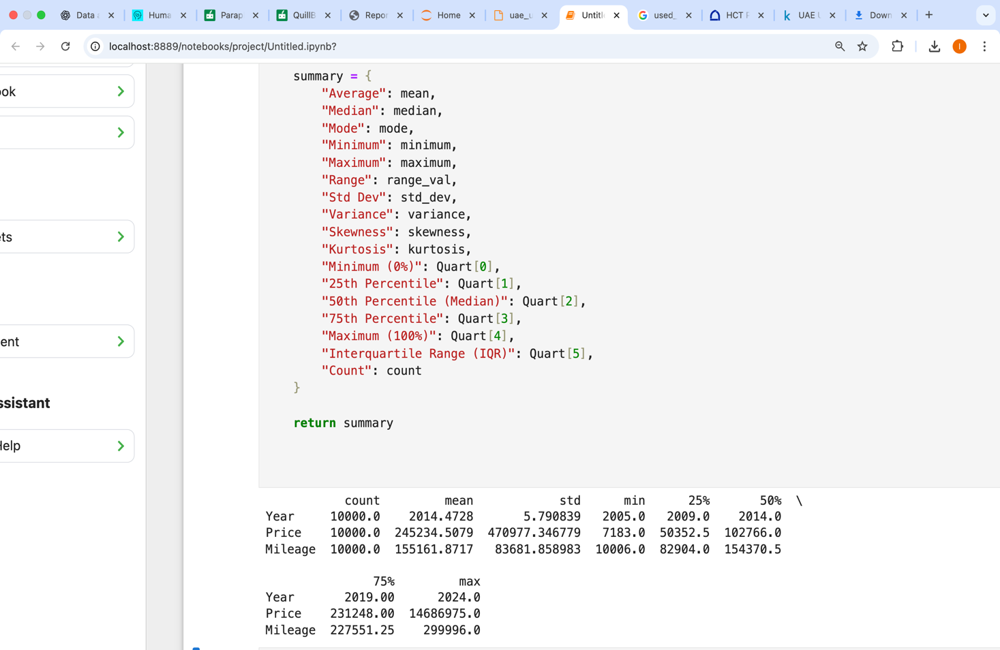 Data a
Huma
Parap
QuillB
Repor
Home
uae_u
Untitl
used_
HCT P
UAE U
Down
localhost:8889/notebooks/project/Untitled.ipynb?
I
ook
ets
ent
ssistant
Help
summary = {
"Average": mean,
"Median": median,
"Mode": mode,
"Minimum": minimum,
"Maximum": maximum,
"Range": range_val,
"Std Dev": std_dev,
"Variance": variance,
"Skewness": skewness,
"Kurtosis": kurtosis,
"Minimum (0%)": Quart[0],
"25th Percentile": Quart[1],
"50th Percentile (Median)": Quart[2],
"75th Percentile": Quart[3],
"Maximum (100%)": Quart[4],
"Interquartile Range (IQR)": Quart[5],
"Count": count
}
return summary
count mean std min 25% 50% \
Year 10000.0 2014.4728 5.790839 2005.0 2009.0 2014.0
Price 10000.0 245234.5079 470977.346779 7183.0 50352.5 102766.0
Mileage 10000.0 155161.8717 83681.858983 10006.0 82904.0 154370.5
75% max
Year 2019.00 2024.0
Price 231248.00 14686975.0
Mileage 227551.25 299996.0